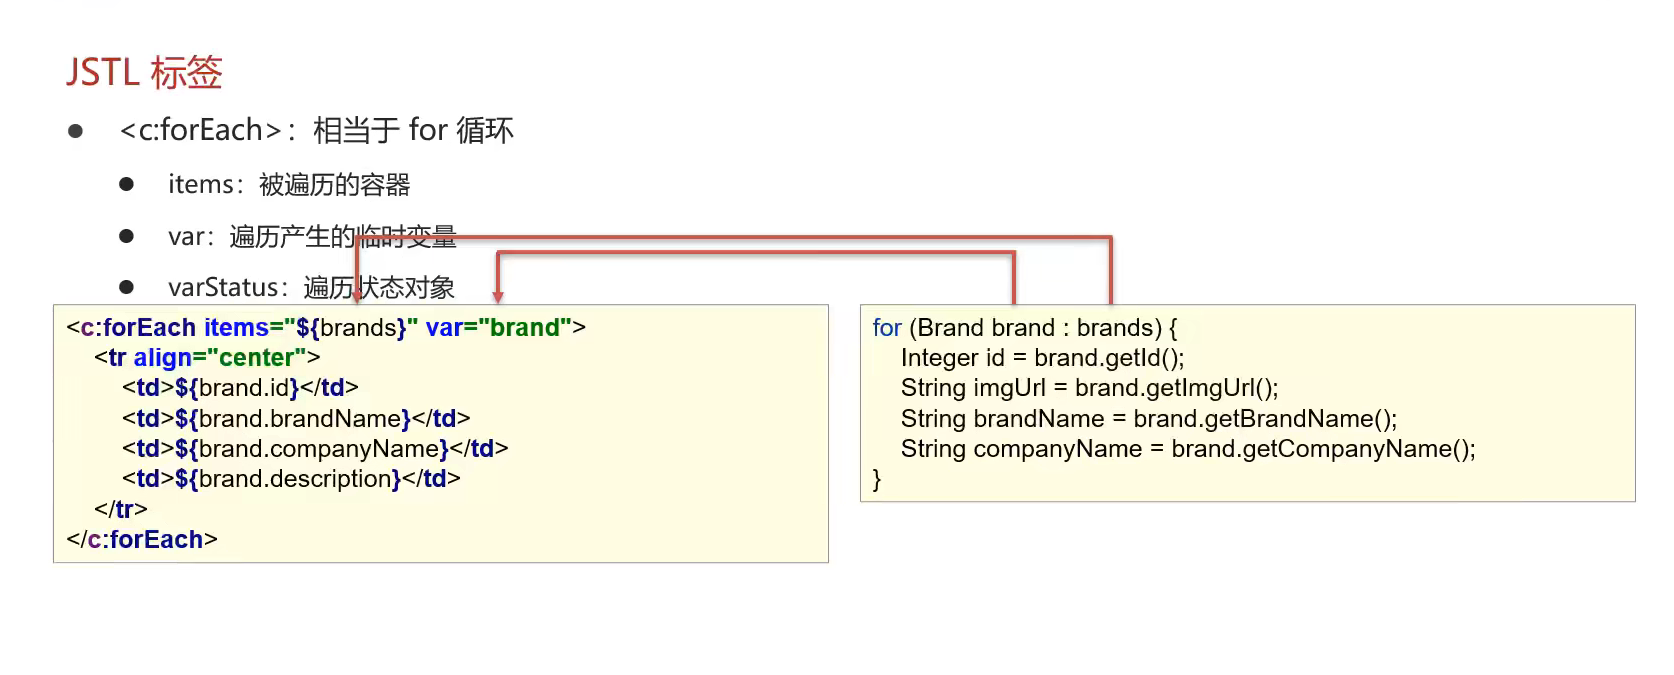 JSTL 标签
● <c:forEach>：相当于 for 循环
● items：被遍历的容器
● var：遍历产生的临时变量
● varStatus：遍历状态对象
<c:forEach items="${brands}" var="brand">
<tr align="center">
<td>${brand.id}</td>
<td>${brand.brandName}</td>
<td>${brand.companyName}</td>
<td>${brand.description}</td>
</tr>
</c:forEach>
for (Brand brand : brands) {
Integer id = brand.getId();
String imgUrl = brand.getImgUrl();
String brandName = brand.getBrandName();
String companyName = brand.getCompanyName();
}